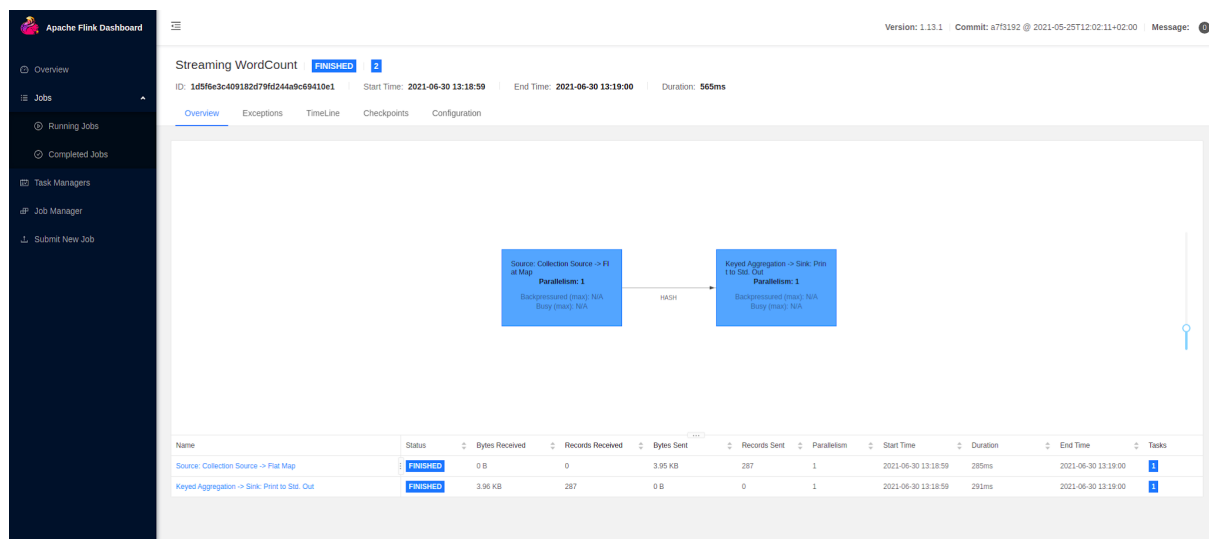 Apache Flink Dashboard
Version: 1.13.1 Commit: a7f3192 @ 2021-05-25T12:02:11+02:00 Message: 0
Overview
Jobs
Running Jobs
Completed Jobs
Task Managers
Job Manager
Submit New Job
Streaming WordCount FINISHED 2
ID: 1d5f6e3c409182d79fd244a9c69410e1 Start Time: 2021-06-30 13:18:59 End Time: 2021-06-30 13:19:00 Duration: 565ms
Overview Exceptions TimeLine Checkpoints Configuration
Source: Collection Source -> Fl
at Map
Parallelism: 1
Backpressured (max): N/A
Busy (max): N/A
HASH
Keyed Aggregation -> Sink: Prin
t to Std. Out
Parallelism: 1
Backpressured (max): N/A
Busy (max): N/A
Name Status Bytes Received Records Received Bytes Sent Records Sent Parallelism Start Time Duration End Time Tasks
Source: Collection Source -> Flat Map FINISHED 0 B 0 3.95 KB 287 1 2021-06-30 13:18:59 285ms 2021-06-30 13:19:00 1
Keyed Aggregation -> Sink: Print to Std. Out FINISHED 3.96 KB 287 0 B 0 1 2021-06-30 13:18:59 291ms 2021-06-30 13:19:00 1